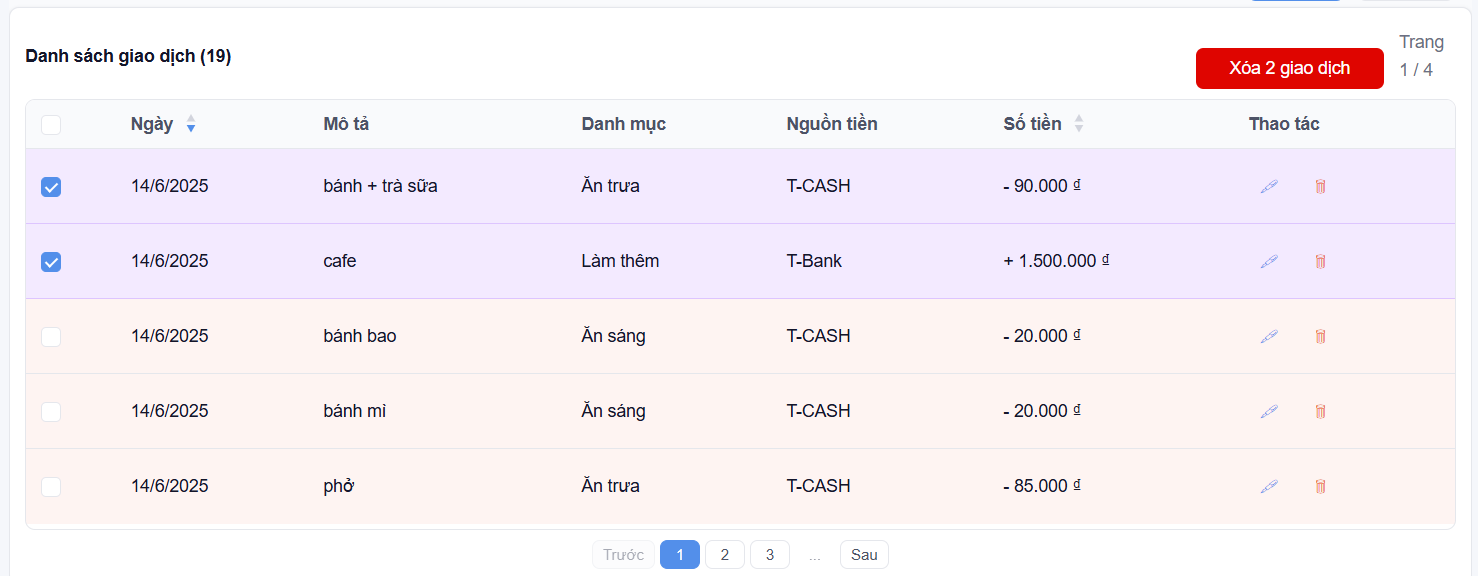 Danh sách giao dịch (19)
Xóa 2 giao dịch
Trang
1 / 4
Ngày Mô tả Danh mục Nguồn tiền Số tiền Thao tác
14/6/2025 bánh + trà sữa Ăn trưa T-CASH - 90.000 ₫
14/6/2025 cafe Làm thêm T-Bank + 1.500.000 ₫
14/6/2025 bánh bao Ăn sáng T-CASH - 20.000 ₫
14/6/2025 bánh mì Ăn sáng T-CASH - 20.000 ₫
14/6/2025 phở Ăn trưa T-CASH - 85.000 ₫
Trước 1 2 3 ... Sau